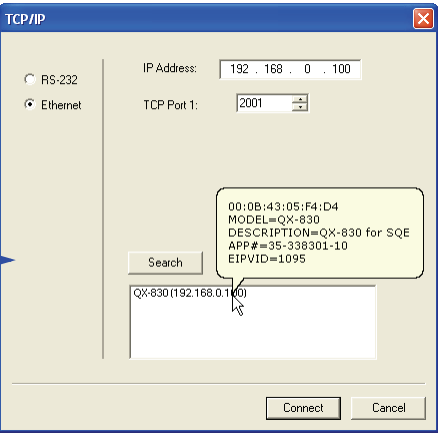 TCP/IP
RS-232
Ethernet
IP Address: 192 . 168 . 0 . 100
TCP Port 1: 2001
00:0B:43:05:F4:D4
MODEL=QX-830
DESCRIPTION=QX-830 for SQE
APP#=35-338301-10
EIPVID=1095
Search
QX-830(192.168.0.100)
Connect
Cancel